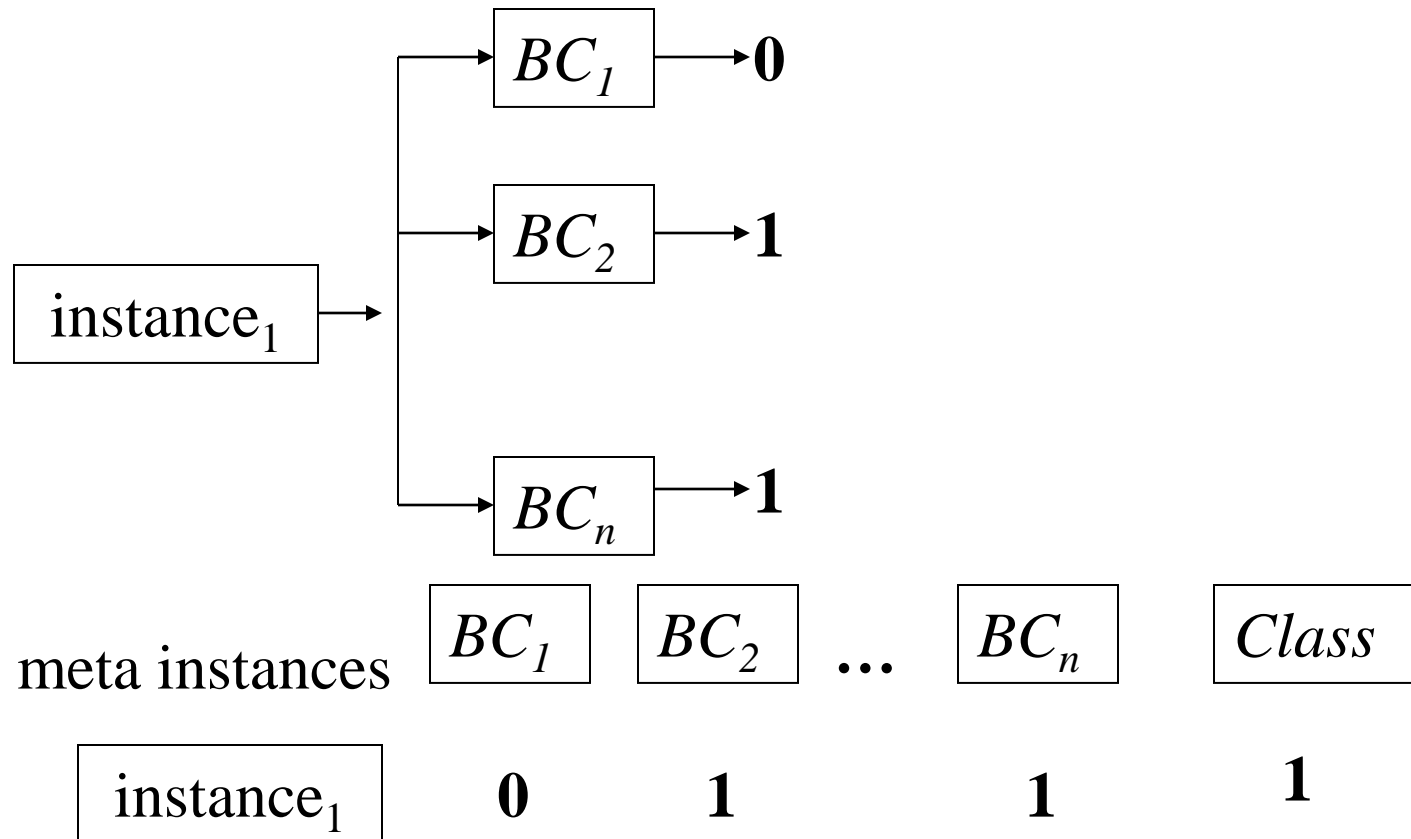 BC₁ 0
BC₂ 1
instance₁
BCₙ 1
BC₁ BC₂ ... BCₙ Class
meta instances
instance₁ 0 1 1 1